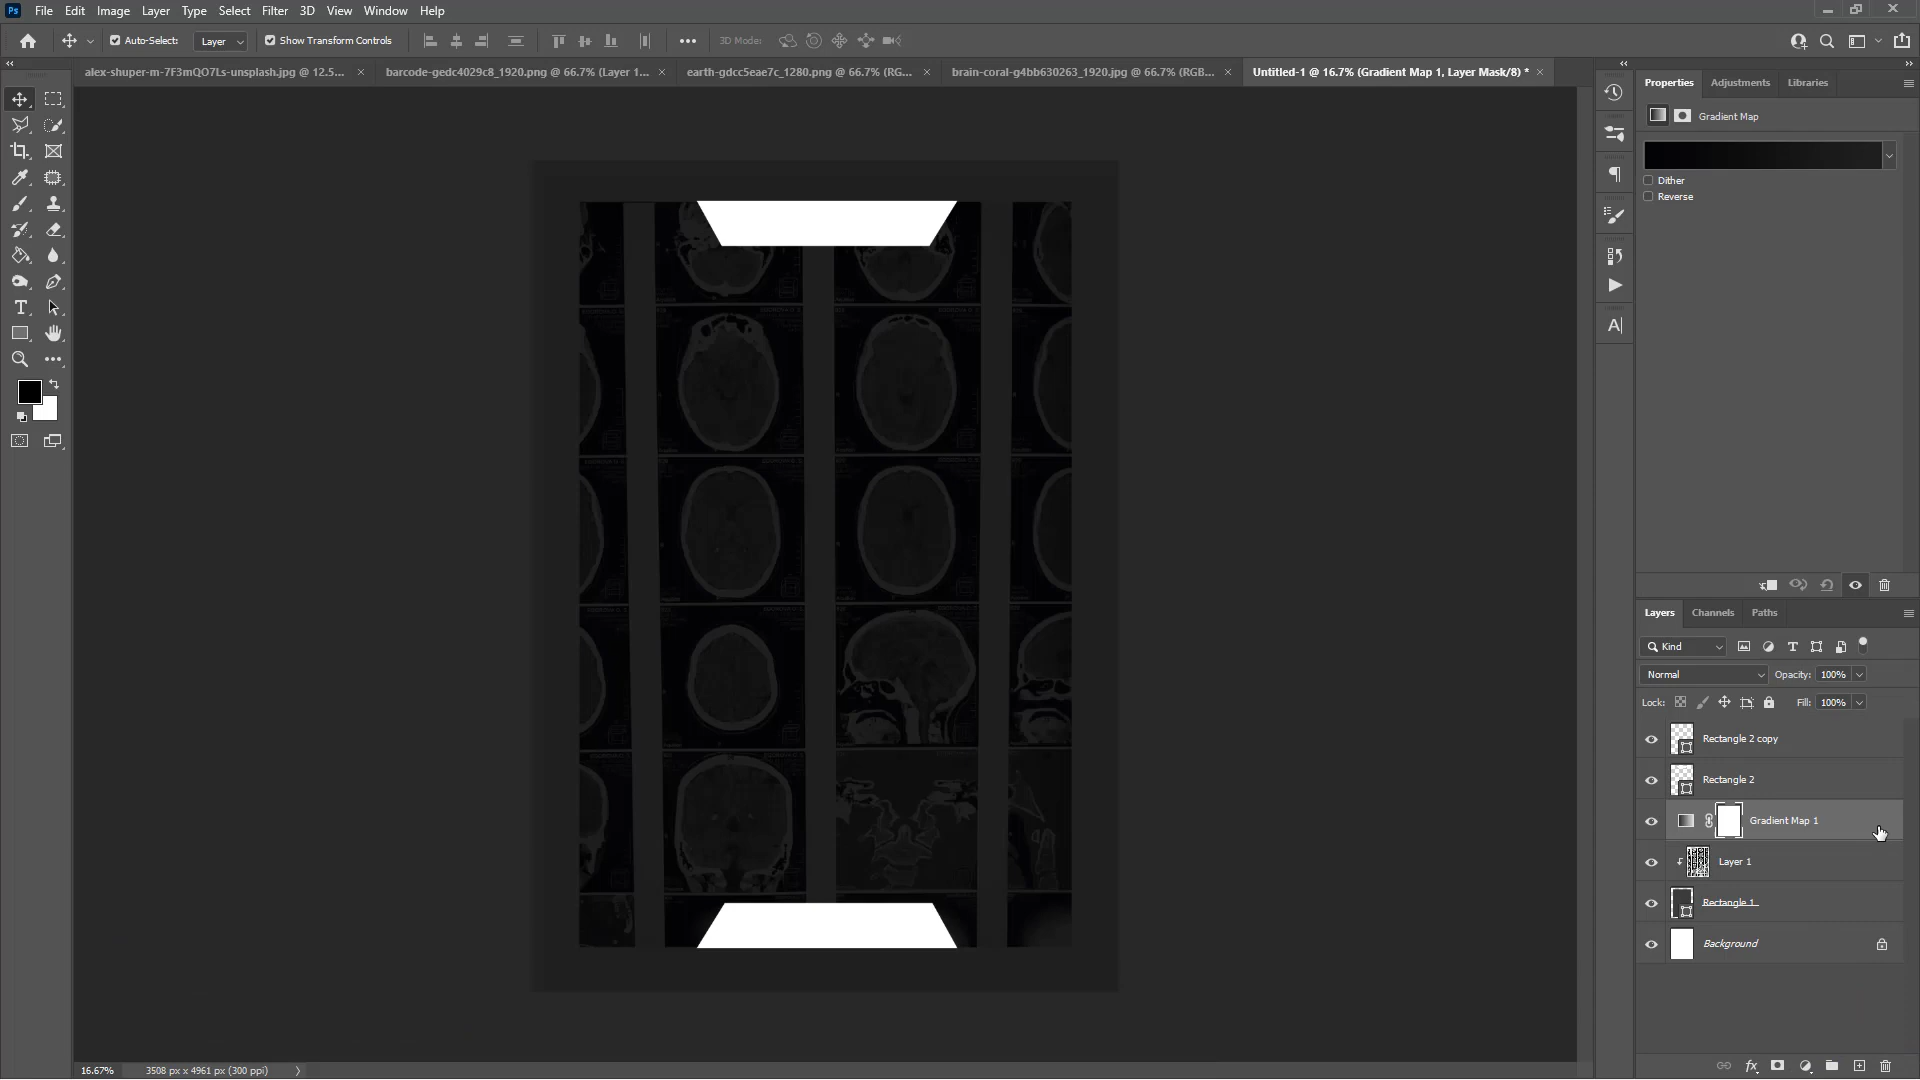 Ps File Edit Image Layer Type Select Filter 3D View Window Help
Auto-Select: Layer Show Transform Controls 3D Mode:
alex-shuper-m-7F3mQO7Ls-unsplash.jpg @ 12.5... × barcode-gedc4029c8_1920.png @ 66.7% (Layer 1... × earth-gdcc5eae7c_1280.png @ 66.7% (RG... × brain-coral-g4bb630263_1920.jpg @ 66.7% (RGB... × Untitled-1 @ 16.7% (Gradient Map 1, Layer Mask/8) * ×
Properties Adjustments Libraries
Gradient Map
Dither
Reverse
Layers Channels Paths
Kind
Normal Opacity: 100%
Lock: Fill: 100%
Rectangle 2 copy
Rectangle 2
Gradient Map 1
Layer 1
Rectangle 1
Background
16.67% 3508 px x 4961 px (300 ppi)